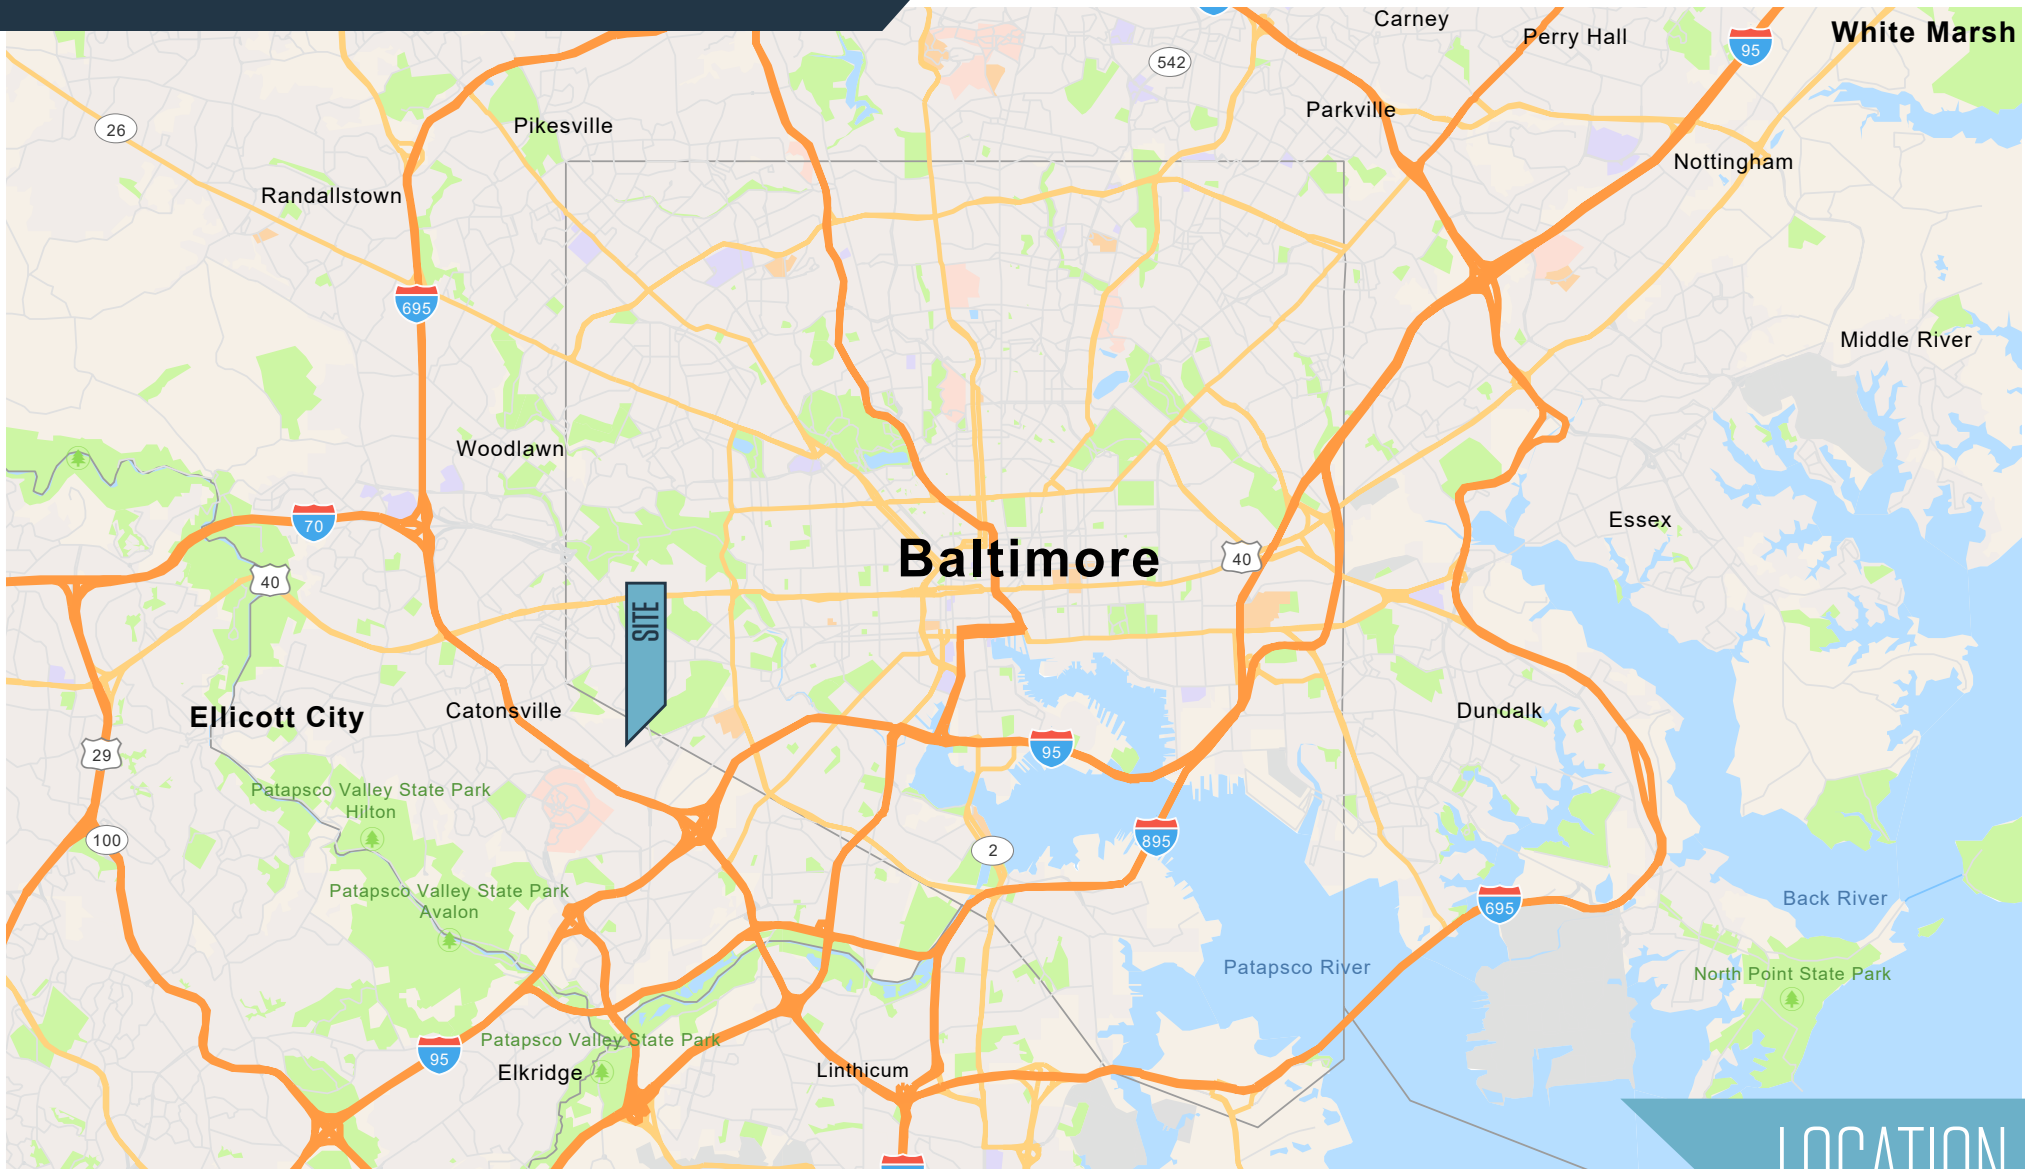 Carney
Perry Hall
White Marsh
95
542
Parkville
Pikesville
26
Nottingham
Randallstown
695
Middle River
Woodlawn
70
Essex
Baltimore
40
40
SITE
Ellicott City
Catonsville
Dundalk
29
95
Patapsco Valley State Park
Hilton
100
895
2
Patapsco Valley State Park
Avalon
695
Back River
Patapsco River
North Point State Park
Patapsco Valley State Park
95
Elkridge
Linthicum
LOCATION